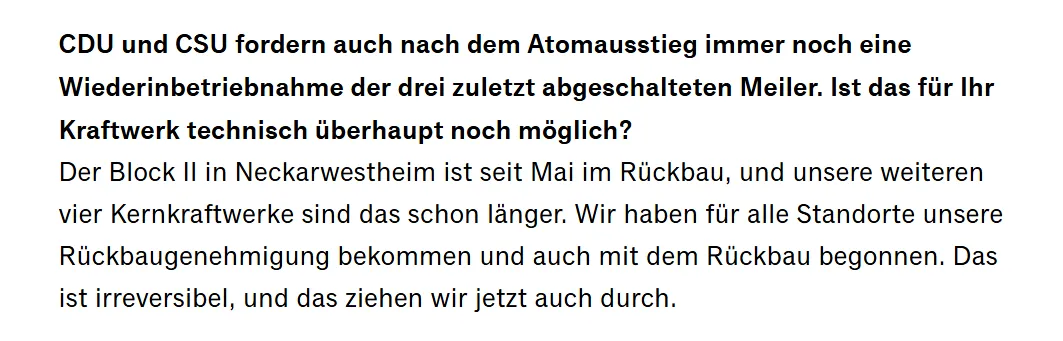 CDU und CSU fordern auch nach dem Atomausstieg immer noch eine
Wiederinbetriebnahme der drei zuletzt abgeschalteten Meiler. Ist das für Ihr
Kraftwerk technisch überhaupt noch möglich?
Der Block II in Neckarwestheim ist seit Mai im Rückbau, und unsere weiteren
vier Kernkraftwerke sind das schon länger. Wir haben für alle Standorte unsere
Rückbaugenehmigung bekommen und auch mit dem Rückbau begonnen. Das
ist irreversibel, und das ziehen wir jetzt auch durch.